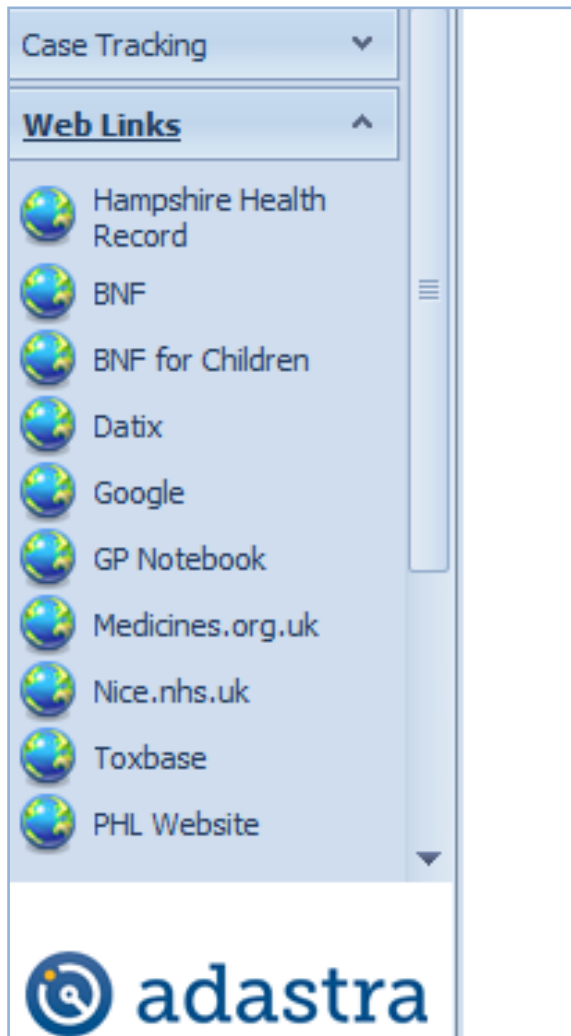 Case Tracking
Web Links
Hampshire Health
Record
BNF
BNF for Children
Datix
Google
GP Notebook
Medicines.org.uk
Nice.nhs.uk
Toxbase
PHL Website
adastra